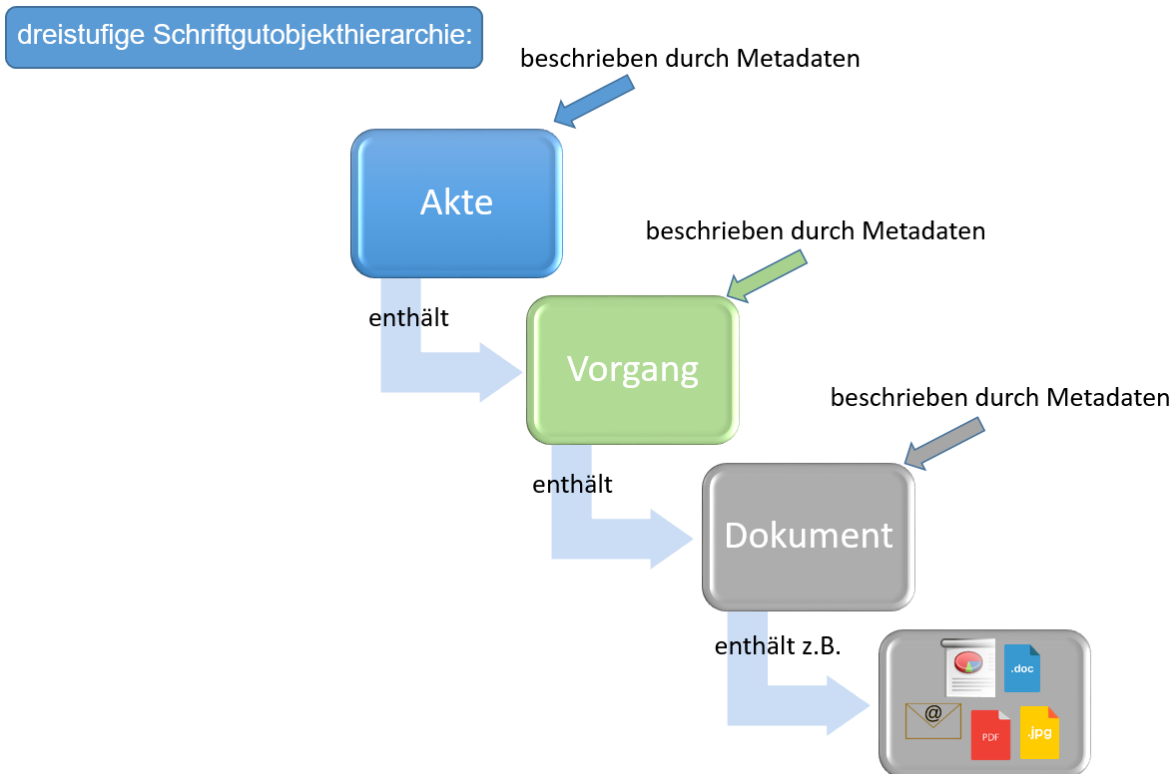 dreistufige Schriftgutobjekthierarchie:
beschrieben durch Metadaten
Akte
beschrieben durch Metadaten
enthält
Vorgang
beschrieben durch Metadaten
enthält
Dokument
enthält z.B.
.doc
@
PDF
.jpg